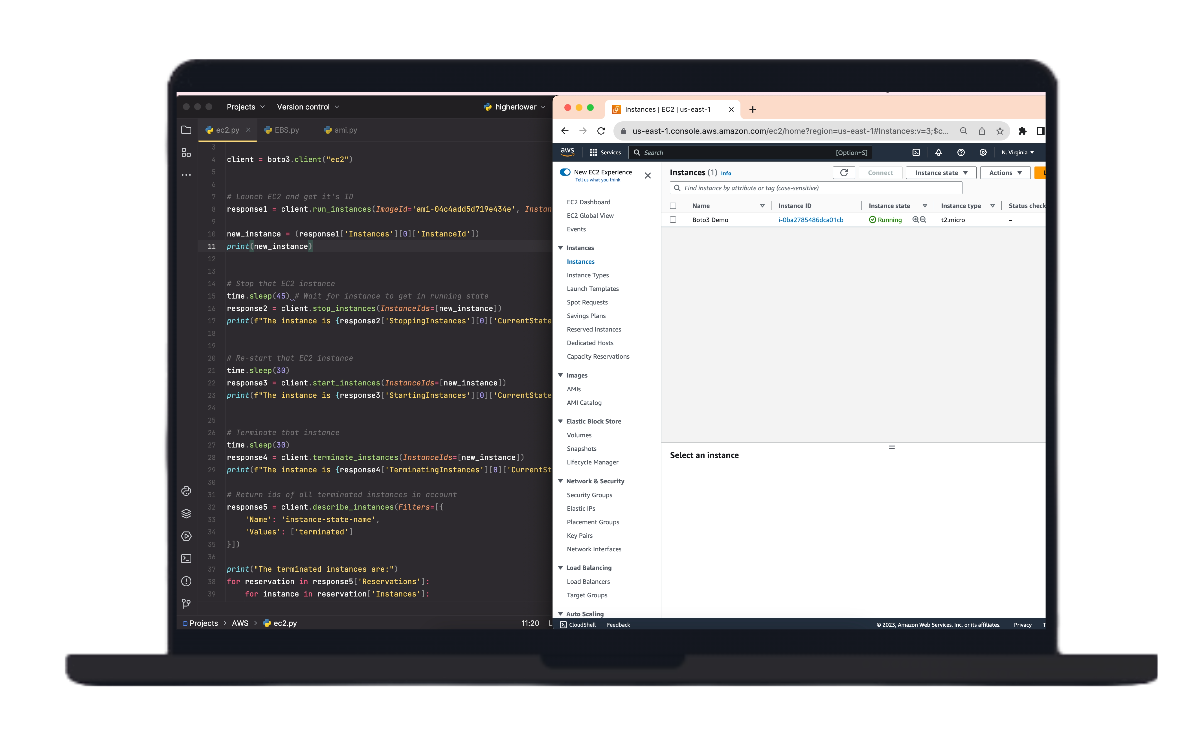 Projects
Version control
higherlower
ec2.py
EBS.py
ami.py
3
4 client = boto3.client("ec2")
5
6
7 # Launch EC2 and get it's ID
8 response1 = client.run_instances(ImageId='ami-04c4add5d719e434e', Instan
9
10 new_instance = (response1['Instances'][0]['InstanceId'])
11 print(new_instance)
12
13
14 # Stop that EC2 instance
15 time.sleep(45) # Wait for instance to get in running state
16 response2 = client.stop_instances(InstanceIds=[new_instance])
17 print(f"The instance is {response2['StoppingInstances'][0]['CurrentState
18
19
20 # Re-start that EC2 instance
21 time.sleep(30)
22 response3 = client.start_instances(InstanceIds=[new_instance])
23 print(f"The instance is {response3['StartingInstances'][0]['CurrentState
24
25
26 # Terminate that instance
27 time.sleep(30)
28 response4 = client.terminate_instances(InstanceIds=[new_instance])
29 print(f"The instance is {response4['TerminatingInstances'][0]['CurrentSt
30
31 # Return ids of all terminated instances in account
32 response5 = client.describe_instances(Filters=[{
33 'Name': 'instance-state-name',
34 'Values': ['terminated']
35 }])
36
37 print("The terminated instances are:")
38 for reservation in response5['Reservations']:
39 for instance in reservation['Instances']:
Projects > AWS > ec2.py
11:20
Instances | EC2 | us-east-1
us-east-1.console.aws.amazon.com/ec2/home?region=us-east-1#Instances:v=3;$c...
aws
Services
Search
[Option+S]
N. Virginia
New EC2 Experience
Tell us what you think
EC2 Dashboard
EC2 Global View
Events
Instances
Instances
Instance Types
Launch Templates
Spot Requests
Savings Plans
Reserved Instances
Dedicated Hosts
Capacity Reservations
Images
AMIs
AMI Catalog
Elastic Block Store
Volumes
Snapshots
Lifecycle Manager
Network & Security
Security Groups
Elastic IPs
Placement Groups
Key Pairs
Network Interfaces
Load Balancing
Load Balancers
Target Groups
Auto Scaling
Instances (1) Info
Connect
Instance state
Actions
Find instance by attribute or tag (case-sensitive)
Name
Instance ID
Instance state
Instance type
Status check
Boto3 Demo
i-0ba2785486dca01cb
Running
t2.micro
–
Select an instance
CloudShell
Feedback
© 2023, Amazon Web Services, Inc. or its affiliates.
Privacy